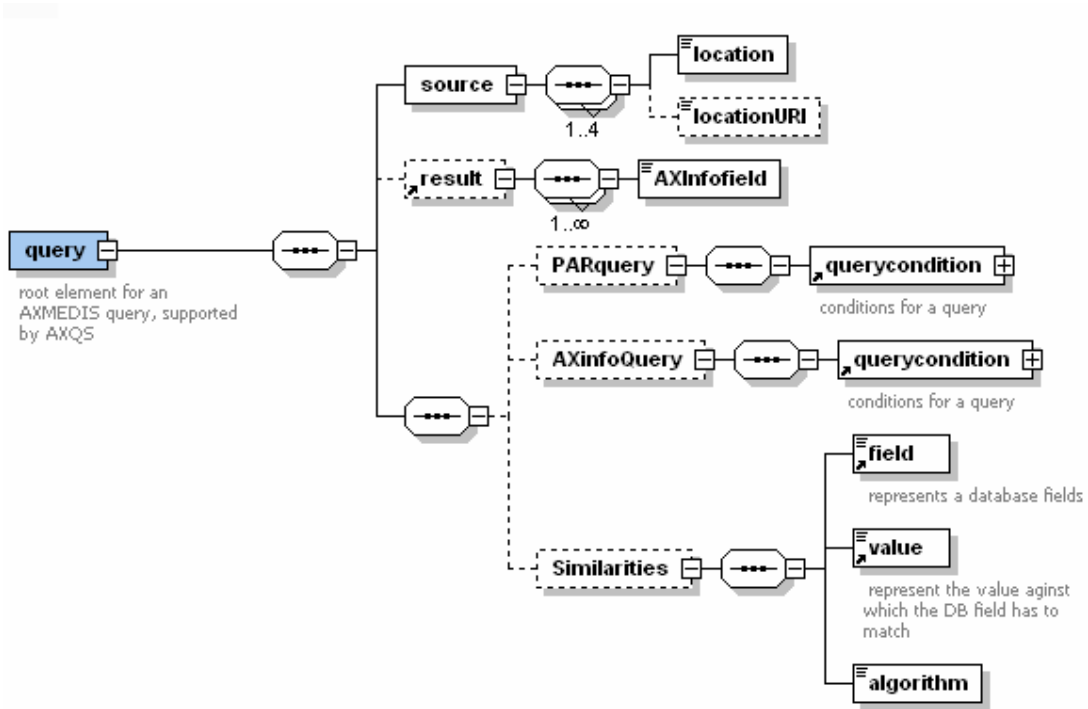 source
location
locationURI
1..4
result
AXInfofield
1..∞
query
root element for an
AXMEDIS query, supported
by AXQS
PARquery
querycondition
conditions for a query
AXinfoQuery
querycondition
conditions for a query
field
represents a database fields
value
represent the value aginst
which the DB field has to
match
Similarities
algorithm